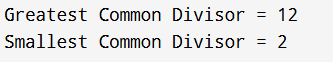 Greatest Common Divisor = 12
Smallest Common Divisor = 2